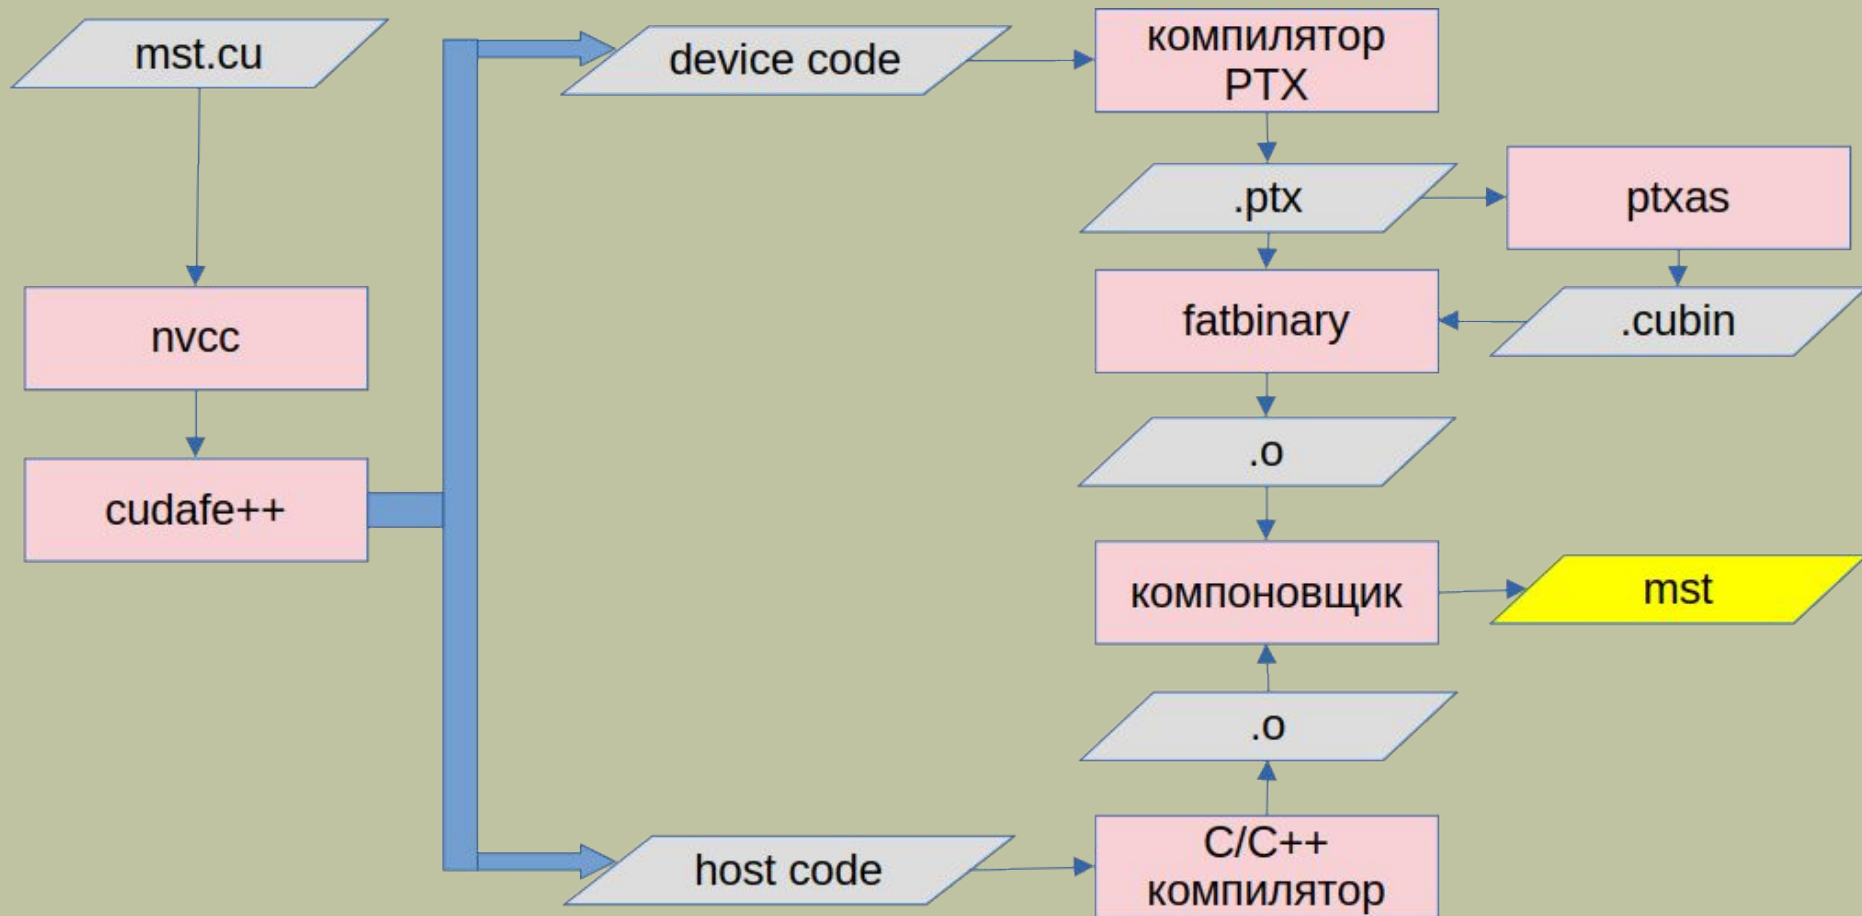 mst.cu
nvcc
cudafe++
device code
компилятор
PTX
.ptx
ptxas
.cubin
fatbinary
.o
компоновщик
mst
.o
host code
C/C++
компилятор